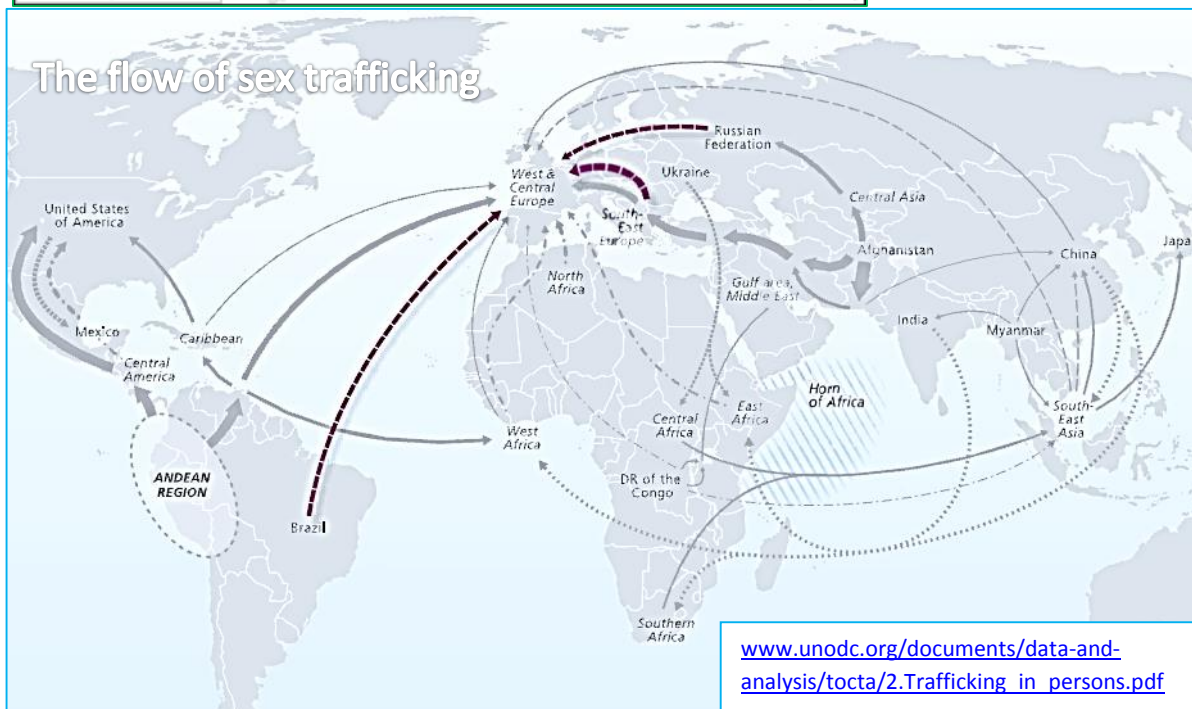 The flow of sex trafficking
Russian
Federation
West &
Central
Europe
Ukraine
United States
of America
Central Asia
South-
East
Europe
Afghanistan
China
Japa
North
Africa
Gulf area,
Middle East
Mexico
Caribbean
India
Myanmar
Central
America
Horn
of Africa
Central
Africa
East
Africa
South-
East
Asia
West
Africa
ANDEAN
REGION
DR of the
Congo
Brazil
Southern
Africa
www.unodc.org/documents/data-and-
analysis/tocta/2.Trafficking_in_persons.pdf